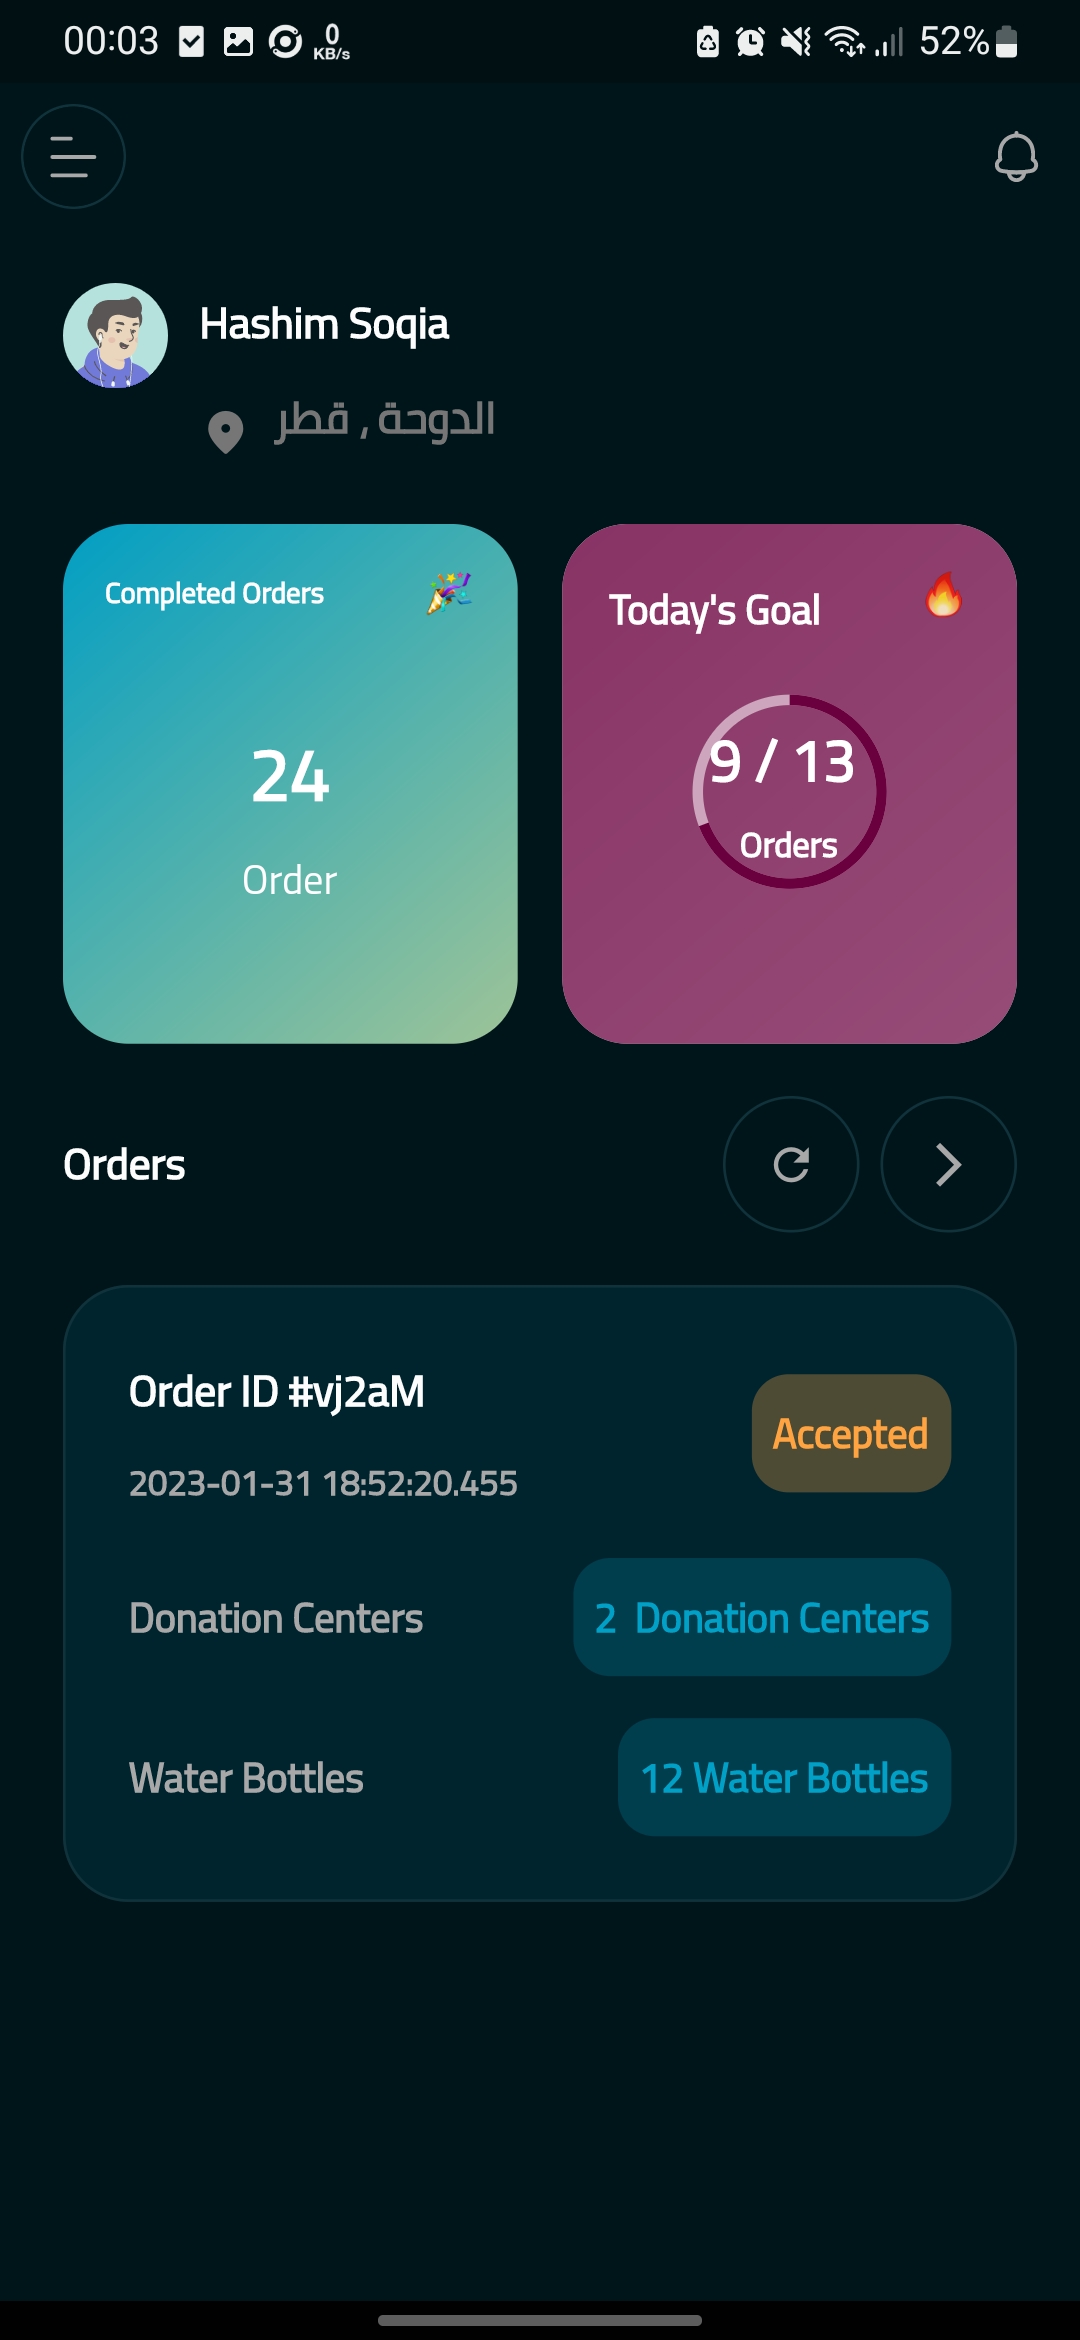 00:03
0
KB/s
52%
Hashim Soqia
الدوحة , قطر
Completed Orders
24
Order
Today's Goal
9 / 13
Orders
Orders
Order ID #vj2aM
2023-01-31 18:52:20.455
Accepted
Donation Centers
2 Donation Centers
Water Bottles
12 Water Bottles